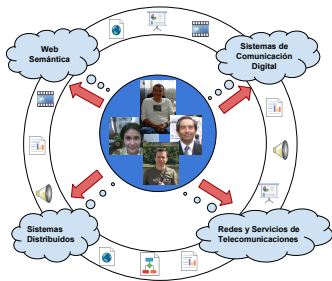 Web
Semántica
Sistemas de
Comunicación
Digital
Sistemas
Distribuidos
Redes y Servicios de
Telecomunicaciones